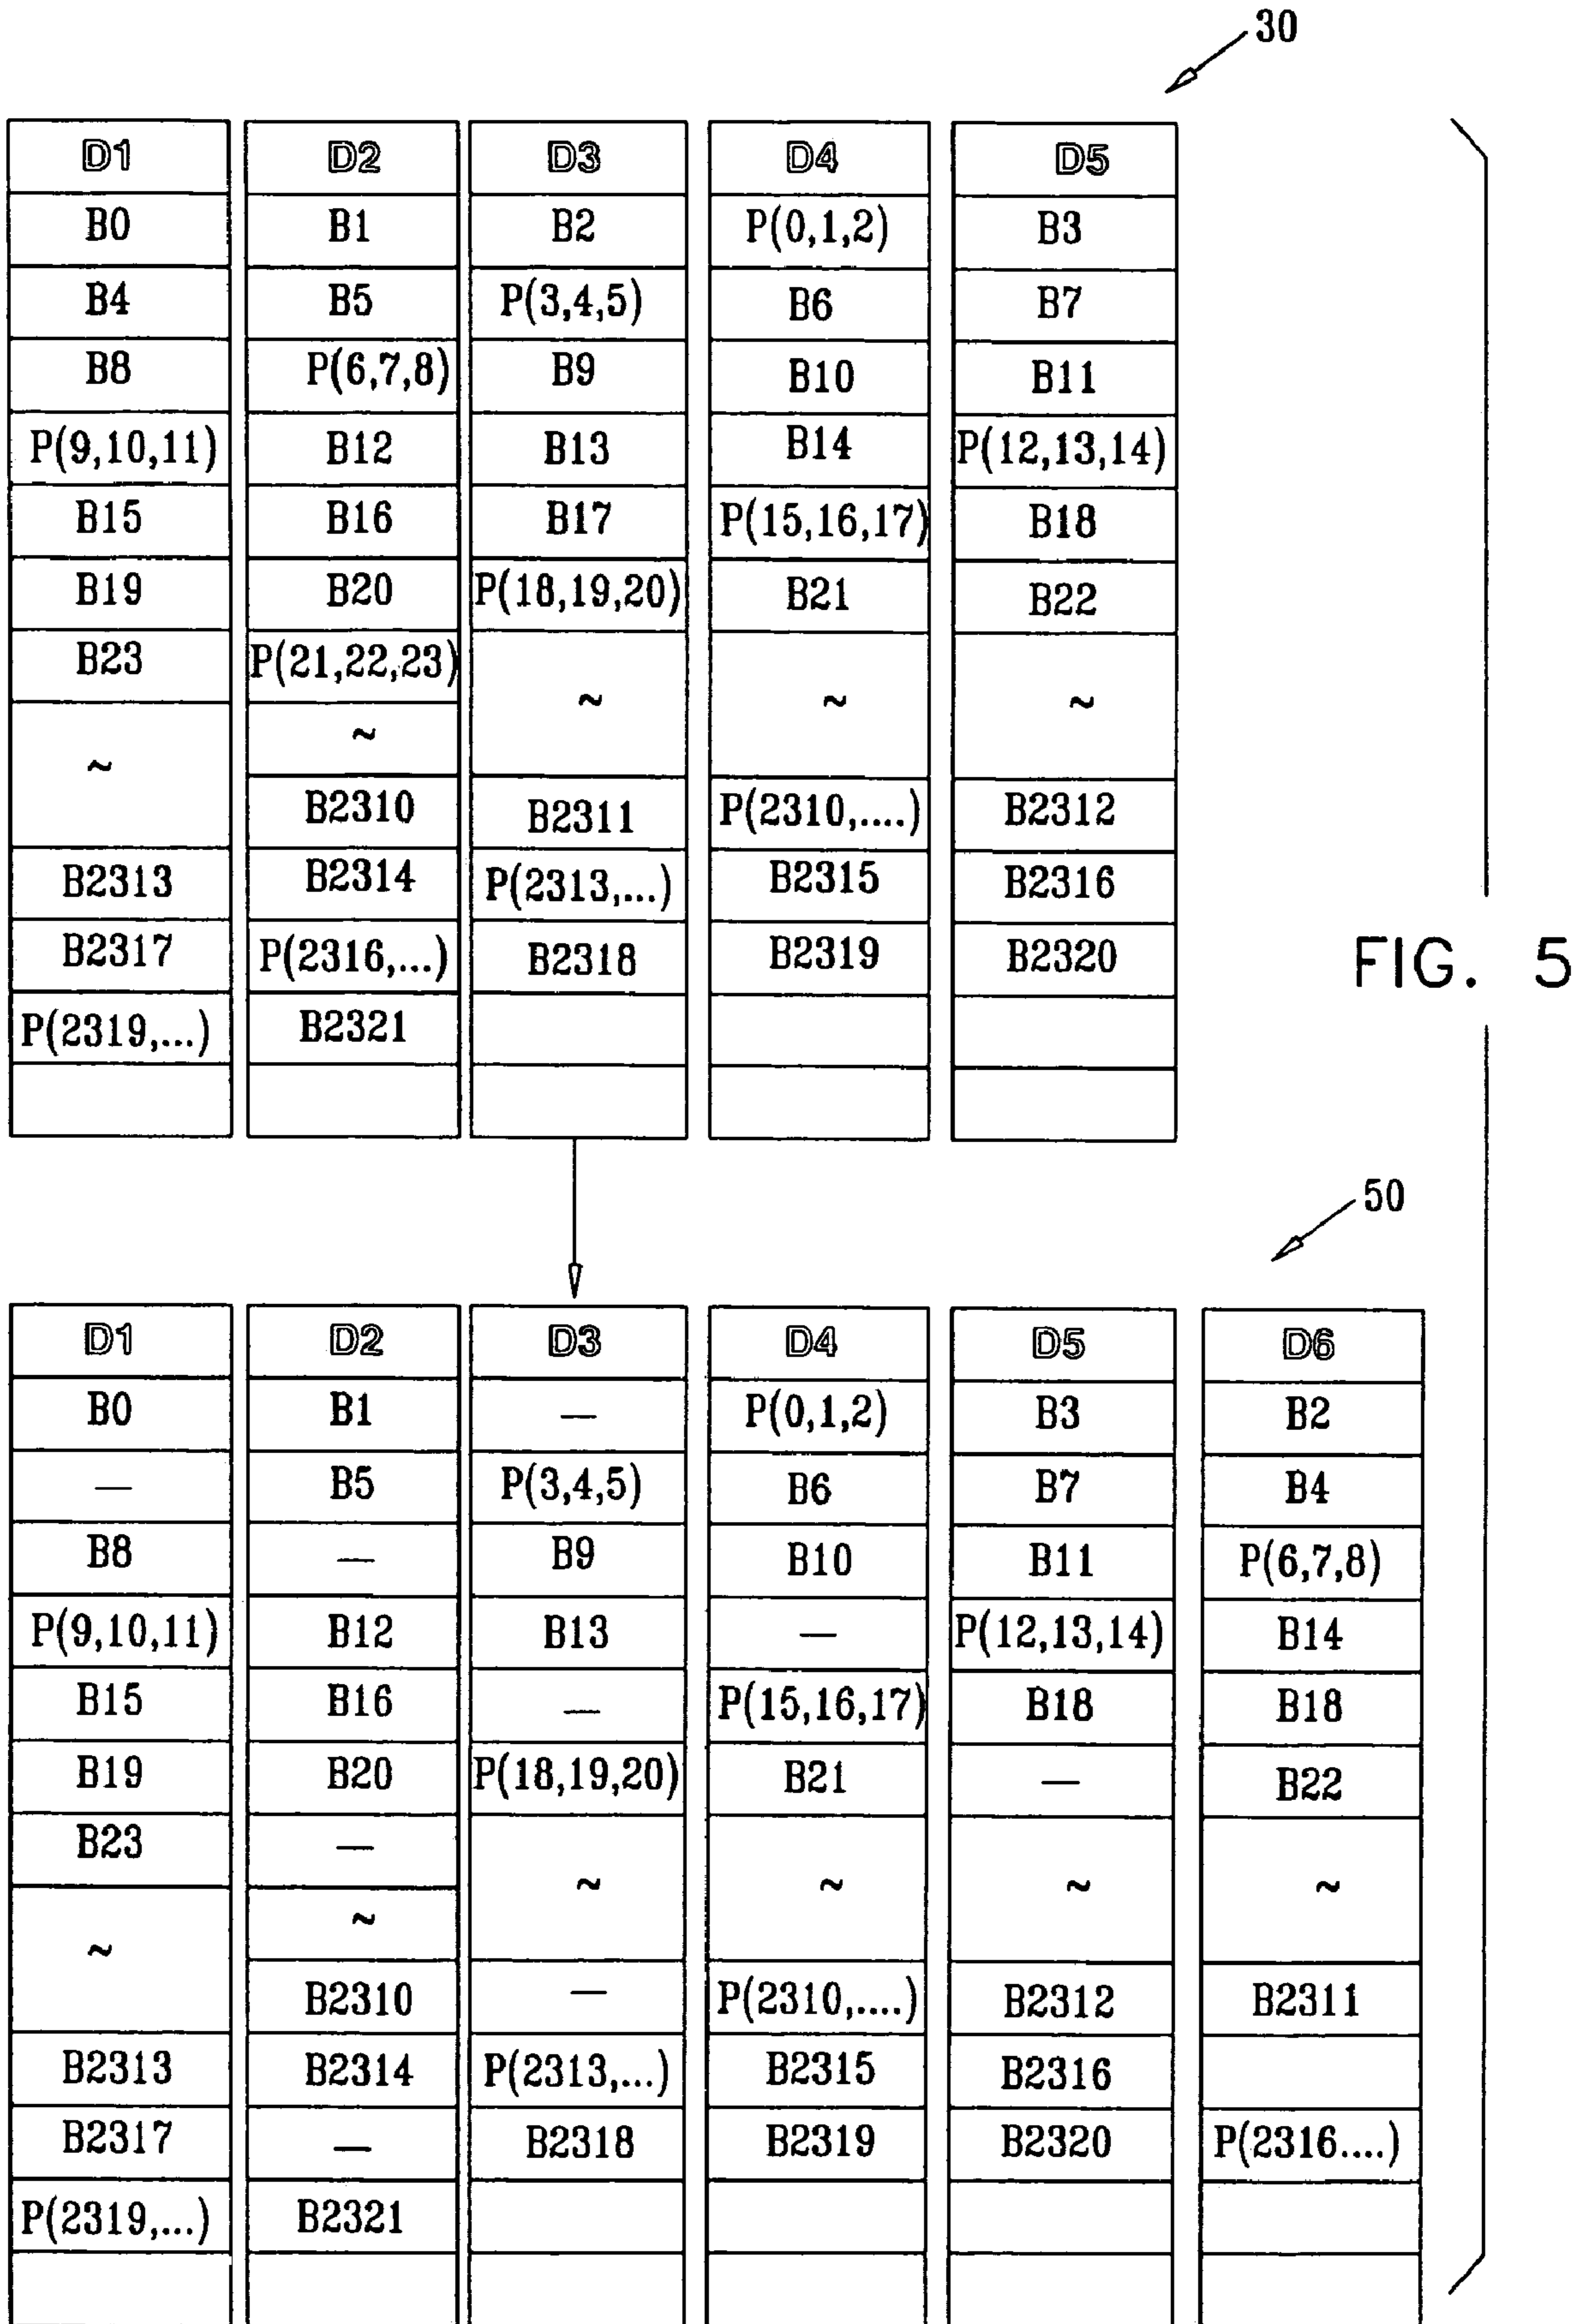 30
D1 D2 D3 D4 D5
B0 B1 B2 P(0,1,2) B3
B4 B5 P(3,4,5) B6 B7
B8 P(6,7,8) B9 B10 B11
P(9,10,11) B12 B13 B14 P(12,13,14)
B15 B16 B17 P(15,16,17) B18
B19 B20 P(18,19,20) B21 B22
B23 P(21,22,23) ~ ~ ~
~ ~
B2310 B2311 P(2310,....) B2312
B2313 B2314 P(2313,...) B2315 B2316
B2317 P(2316,...) B2318 B2319 B2320
P(2319,...) B2321
FIG. 5
50
D1 D2 D3 D4 D5 D6
B0 B1 — P(0,1,2) B3 B2
— B5 P(3,4,5) B6 B7 B4
B8 — B9 B10 B11 P(6,7,8)
P(9,10,11) B12 B13 — P(12,13,14) B14
B15 B16 — P(15,16,17) B18 B18
B19 B20 P(18,19,20) B21 — B22
B23 — ~ ~ ~ ~
~ ~
B2310 — P(2310,....) B2312 B2311
B2313 B2314 P(2313,...) B2315 B2316
B2317 — B2318 B2319 B2320 P(2316....)
P(2319,...) B2321